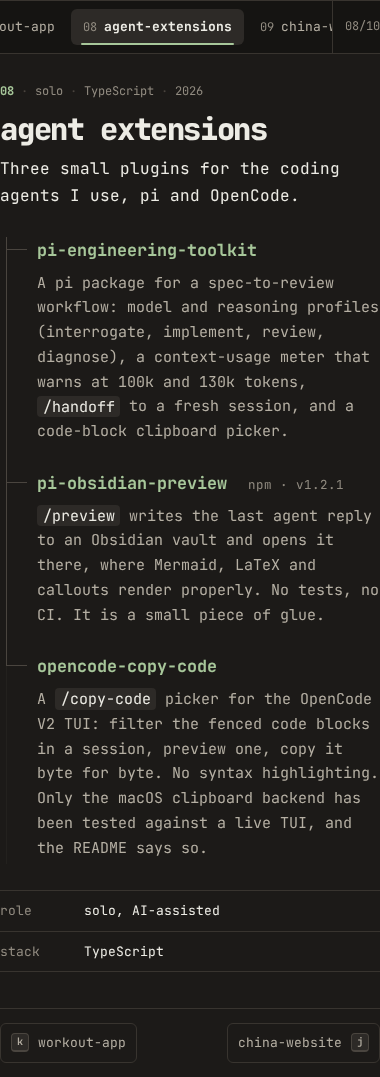 out-app 08 agent-extensions 09 china-w 08/10
08 · solo · TypeScript · 2026
agent extensions
Three small plugins for the coding
agents I use, pi and OpenCode.
pi-engineering-toolkit
A pi package for a spec-to-review
workflow: model and reasoning profiles
(interrogate, implement, review,
diagnose), a context-usage meter that
warns at 100k and 130k tokens,
/handoff to a fresh session, and a
code-block clipboard picker.
pi-obsidian-preview npm · v1.2.1
/preview writes the last agent reply
to an Obsidian vault and opens it
there, where Mermaid, LaTeX and
callouts render properly. No tests, no
CI. It is a small piece of glue.
opencode-copy-code
A /copy-code picker for the OpenCode
V2 TUI: filter the fenced code blocks
in a session, preview one, copy it
byte for byte. No syntax highlighting.
Only the macOS clipboard backend has
been tested against a live TUI, and
the README says so.
role solo, AI-assisted
stack TypeScript
k workout-app china-website j